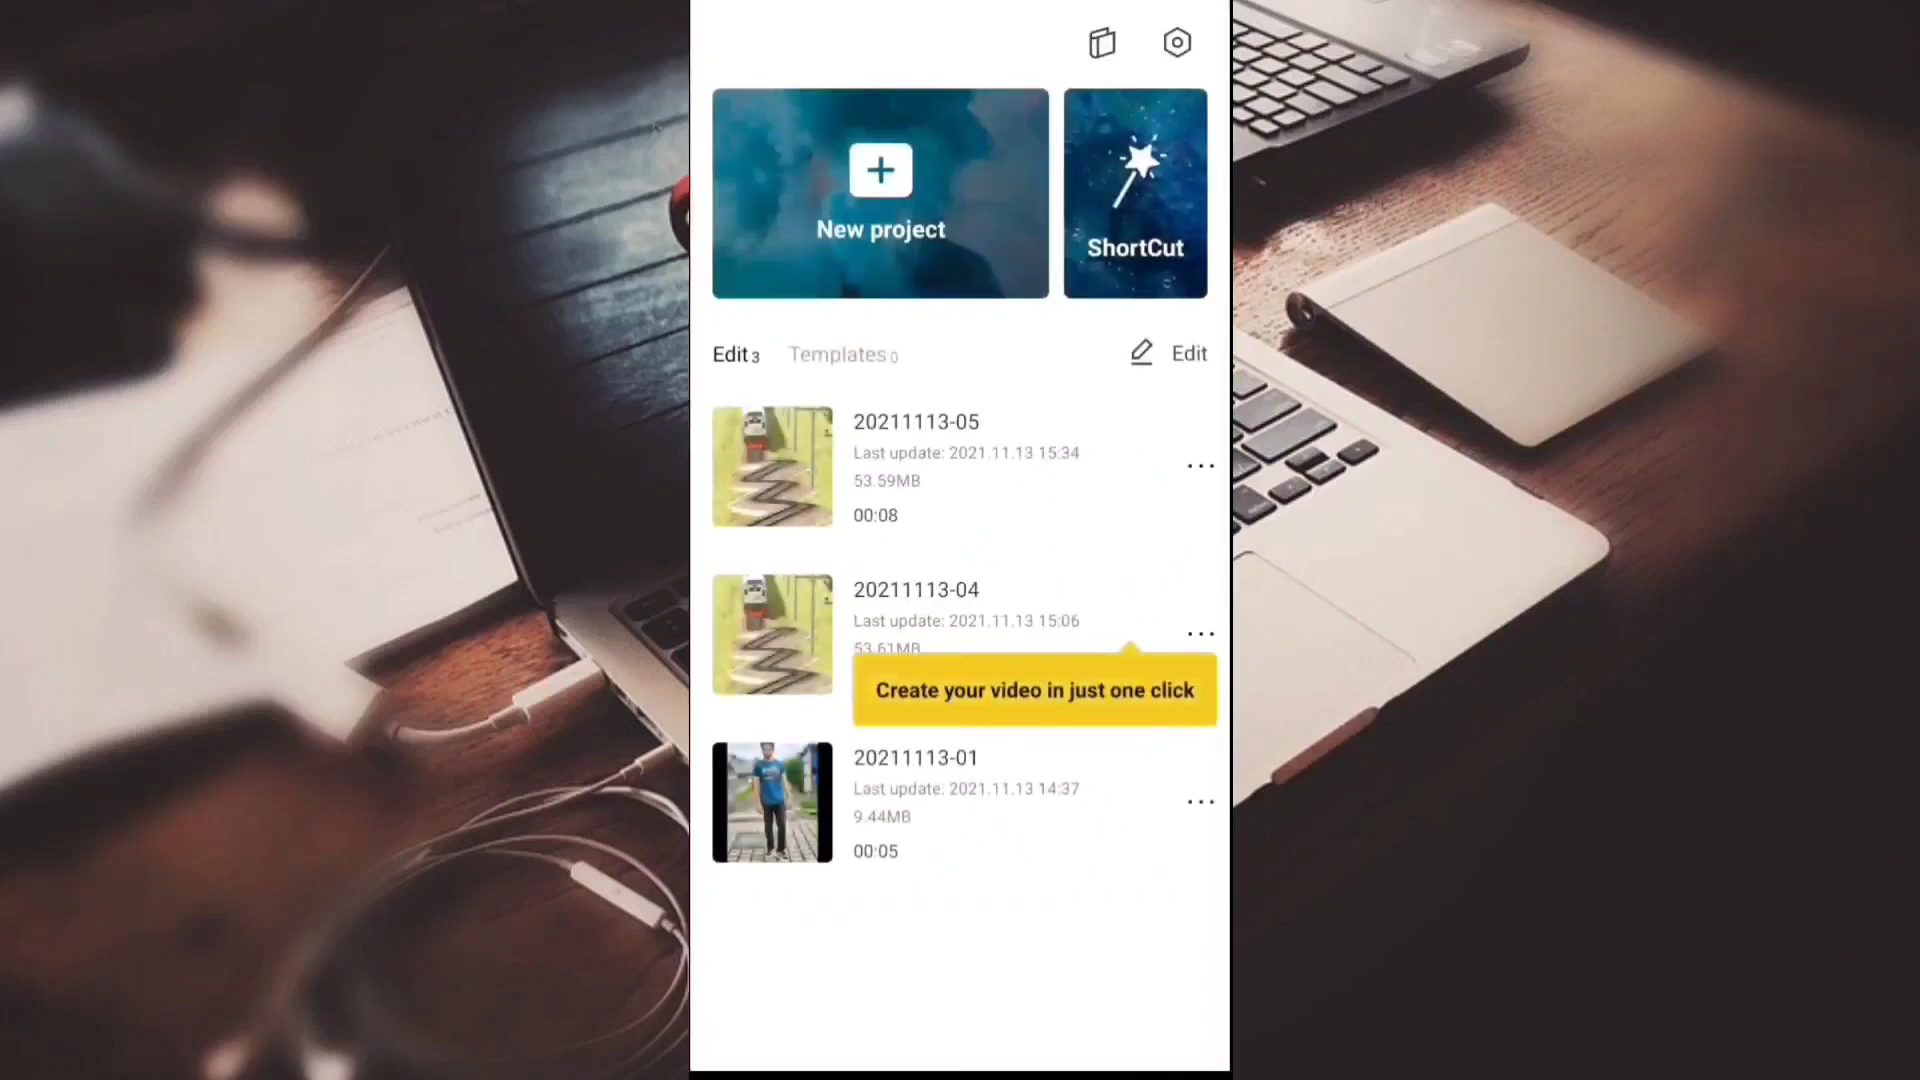 New project
ShortCut
Edit 3
Templates 0
Edit
20211113-05
Last update: 2021.11.13 15:34
53.59MB
00:08
20211113-04
Last update: 2021.11.13 15:06
53.61MB
Create your video in just one click
20211113-01
Last update: 2021.11.13 14:37
9.44MB
00:05